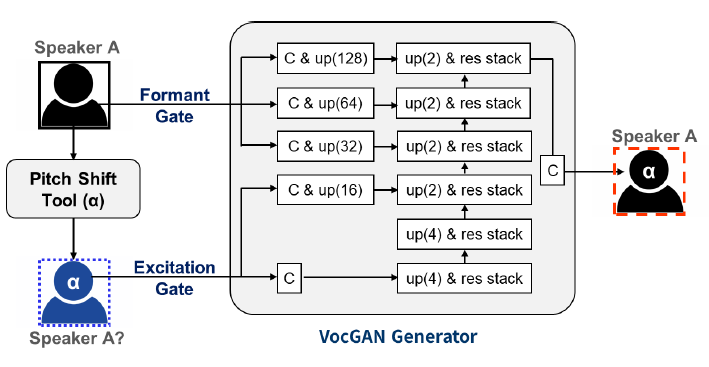 Speaker A
Formant
Gate
Pitch Shift
Tool (α)
α
Speaker A?
Excitation
Gate
C & up(128)
up(2) & res stack
C & up(64)
up(2) & res stack
C & up(32)
up(2) & res stack
C & up(16)
up(2) & res stack
up(4) & res stack
C
up(4) & res stack
C
VocGAN Generator
Speaker A
α